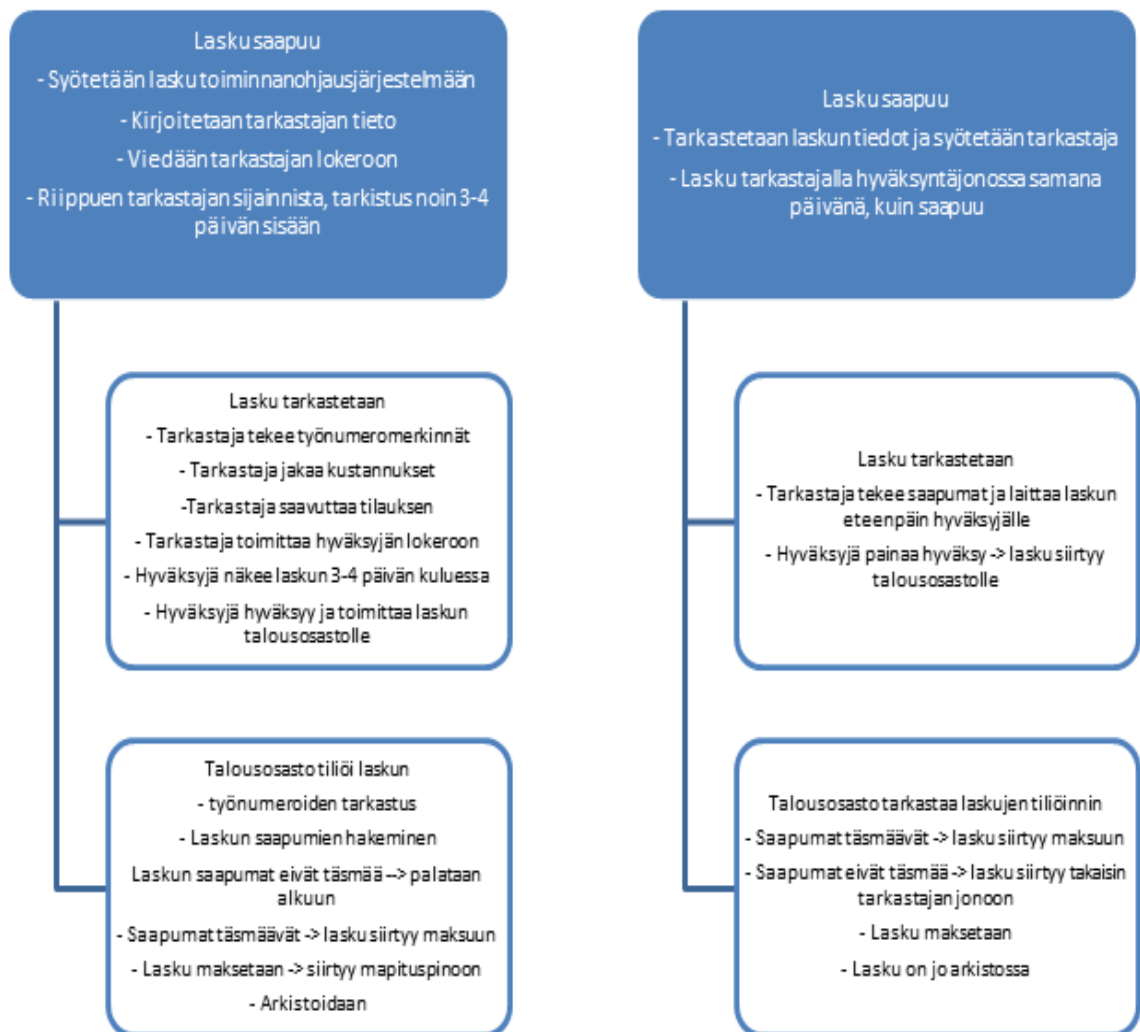 Lasku saapuu
- Syötetään lasku toiminnanohjausjärjestelmään
- Kirjoitetaan tarkastajan tieto
- Viedään tarkastajan lokeroon
- Riippuen tarkastajan sijainnista, tarkistus noin 3-4
päivän sisään
Lasku tarkastetaan
- Tarkastaja tekee työnumeromerkinnät
- Tarkastaja jakaa kustannukset
-Tarkastaja saavuttaa tilauksen
- Tarkastaja toimittaa hyväksyjän lokeroon
- Hyväksyjä näkee laskun 3-4 päivän kuluessa
- Hyväksyjä hyväksyy ja toimittaa laskun
talousosastolle
Talousosasto tiliöi laskun
- työnumeroiden tarkastus
- Laskun saapumien hakeminen
Laskun saapumat eivät täsmää --> palataan
alkuun
- Saapumat täsmäävät -> lasku siirtyy maksuun
- Lasku maksetaan -> siirtyy mapituspinoon
- Arkistoidaan
Lasku saapuu
- Tarkastetaan laskun tiedot ja syötetään tarkastaja
- Lasku tarkastajalla hyväksyntäjonossa samana
päivänä, kuin saapuu
Lasku tarkastetaan
- Tarkastaja tekee saapumat ja laittaa laskun
eteenpäin hyväksyjälle
- Hyväksyjä painaa hyväksy -> lasku siirtyy
talousosastolle
Talousosasto tarkastaa laskujen tiliöinnin
- Saapumat täsmäävät -> lasku siirtyy maksuun
- Saapumat eivät täsmää -> lasku siirtyy takaisin
tarkastajan jonoon
- Lasku maksetaan
- Lasku on jo arkistossa